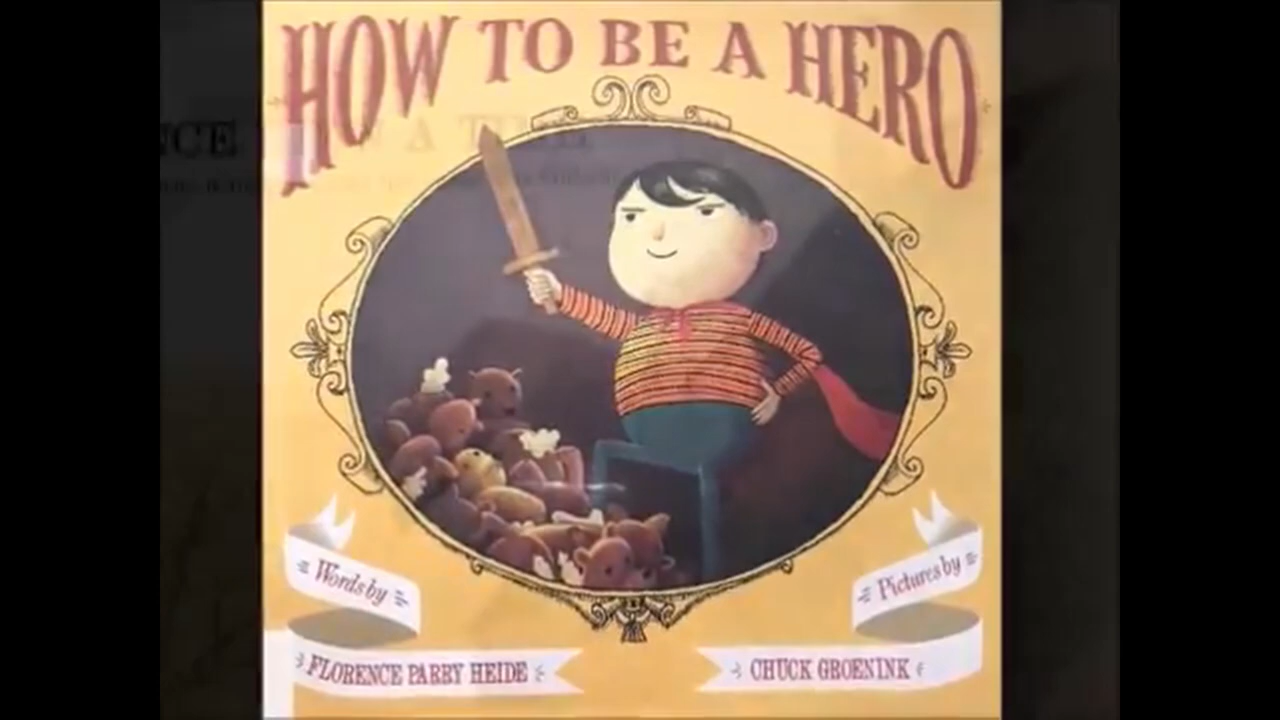 HOW TO BE A HERO
Words by
FLORENCE PARRY HEIDE
Pictures by
CHUCK GROENINK